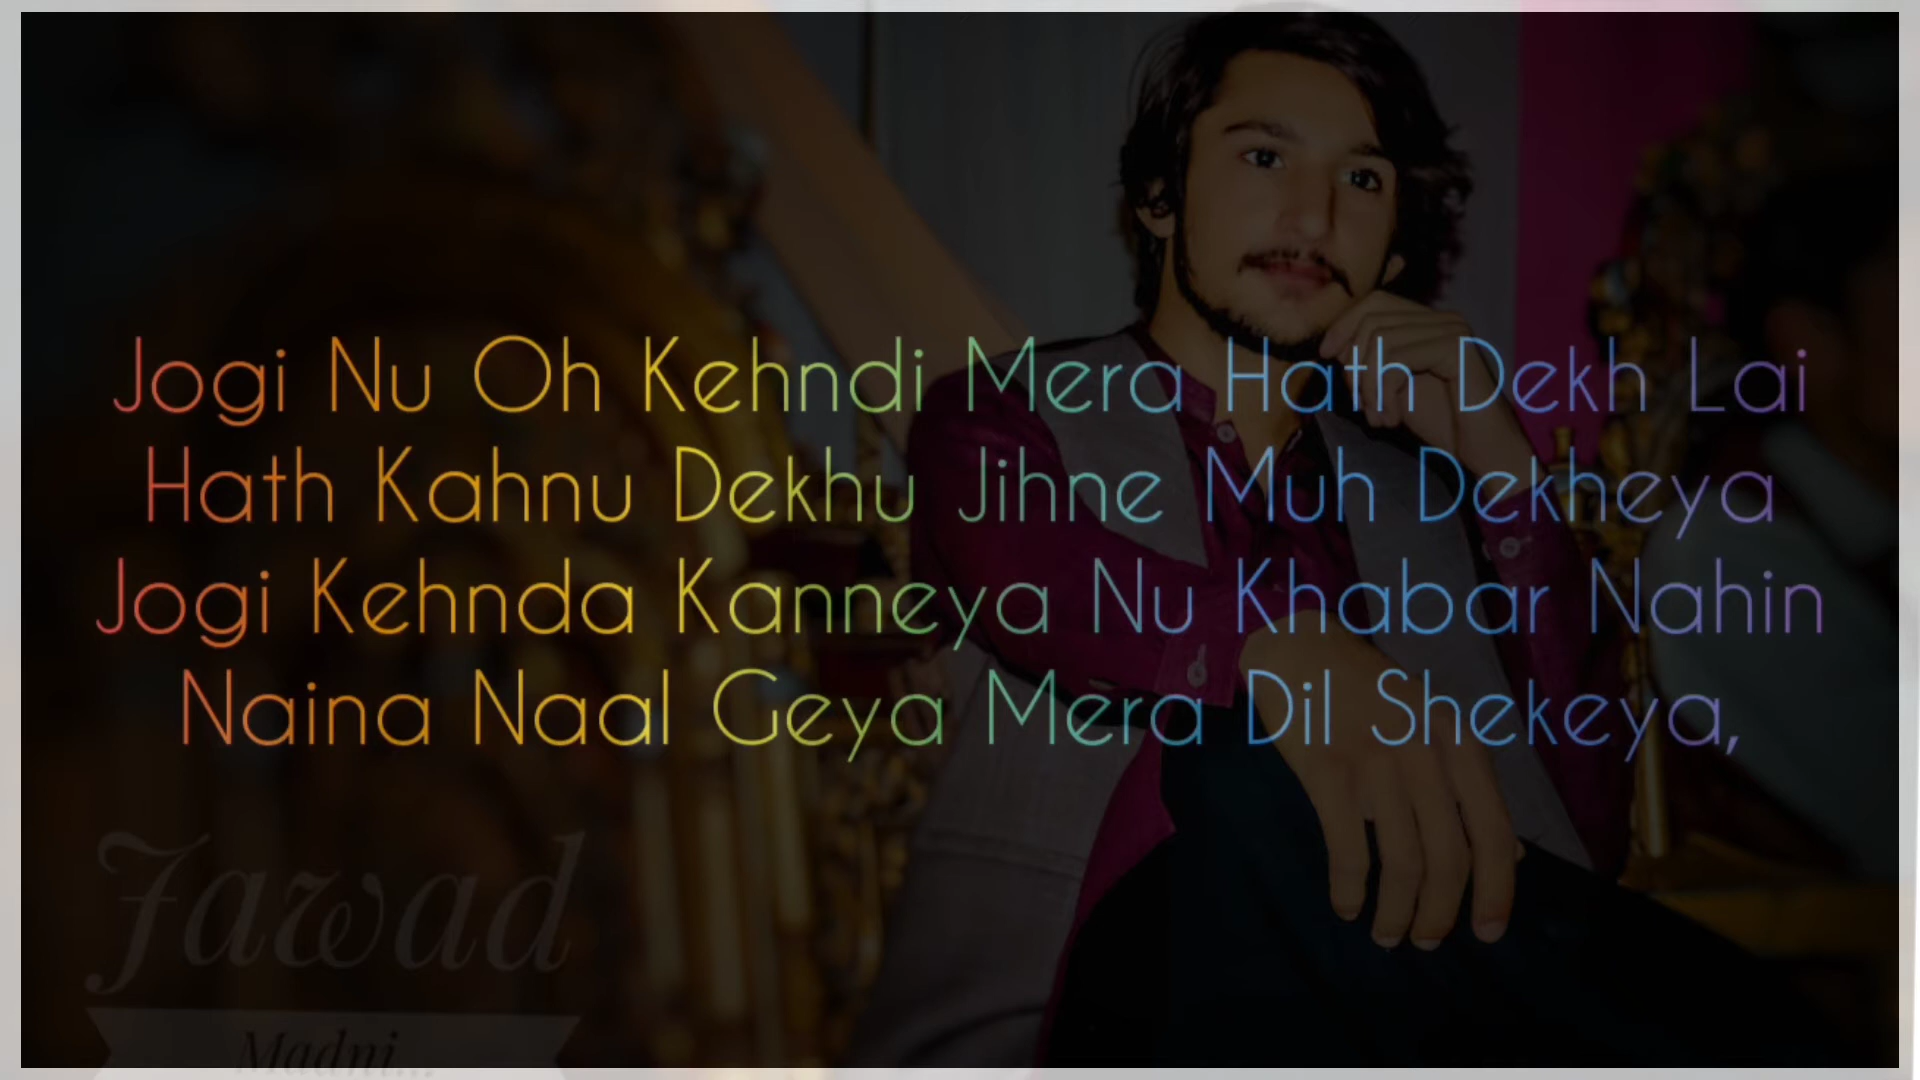 Jogi Nu Oh Kehndi Mera Hath Dekh Lai
Hath Kahnu Dekhu Jihne Muh Dekheya
Jogi Kehnda Kanneya Nu Khabar Nahin
Naina Naal Geya Mera Dil Shekeya,
Jawad
Madni...